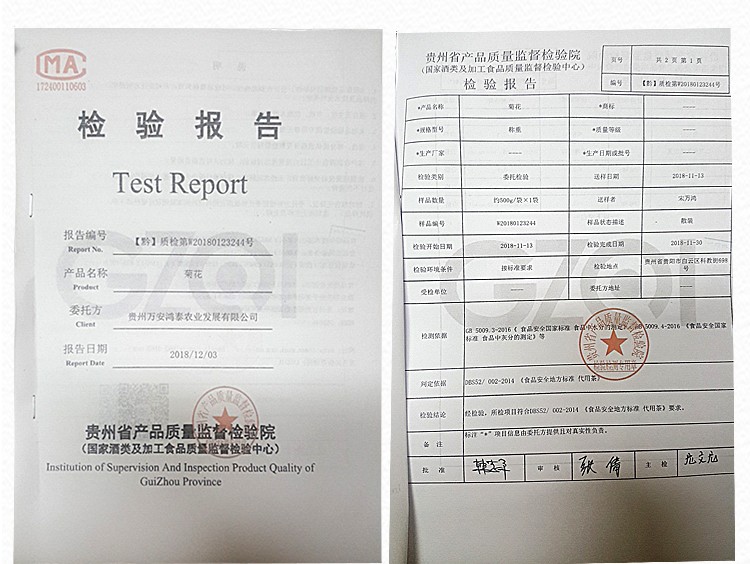 MA
172400110603
检验报告
Test Report
报告编号
Report No.
【黔】质检第W20180123244号
产品名称
Product
菊花
委托方
Client
贵州万安鸿泰农业发展有限公司
报告日期
Report Date
2018/12/03
贵州省产品质量监督检验院
(国家酒类及加工食品质量监督检验中心)
Institution of Supervision And Inspection Product Quality of
GuiZhou Province
贵州省产品质量监督检验院
(国家酒类及加工食品质量监督检验中心)
检验报告
页号 共 2 页 第 1 页
编号 【黔】质检第W20180123244号
*产品名称 菊花 *商标 ——
*规格型号 称重 *质量等级 ——
*生产厂家 —— *生产日期或批号 ——
检验类别 委托检验 送样日期 2018-11-13
样品数量 约500g/袋×1袋 送样者 宋万鸿
样品编号 W20180123244 样品状态描述 散装
检验开始日期 2018-11-13 检验完成日期 2018-11-30
检验环境条件 按标准要求 检验地点 贵州省贵阳市白云区科教街698
号
受检单位 —— 委托方地址 ——
检测依据 GB 5009.3-2016《 食品安全国家标准 食品中水分的测定》、GB 5009.4-2016 《食品安全国家
标准 食品中灰分的测定》等
判定依据 DBS52/ 002-2014 《食品安全地方标准 代用茶》
检验结论 经检验，所检项目符合DBS52/ 002-2014 《食品安全地方标准 代用茶》要求。
备 注 标注"*"项目信息由委托方提供且对真实性负责。
批 准 审 核 张倩 主 检
GZQI
GZQI